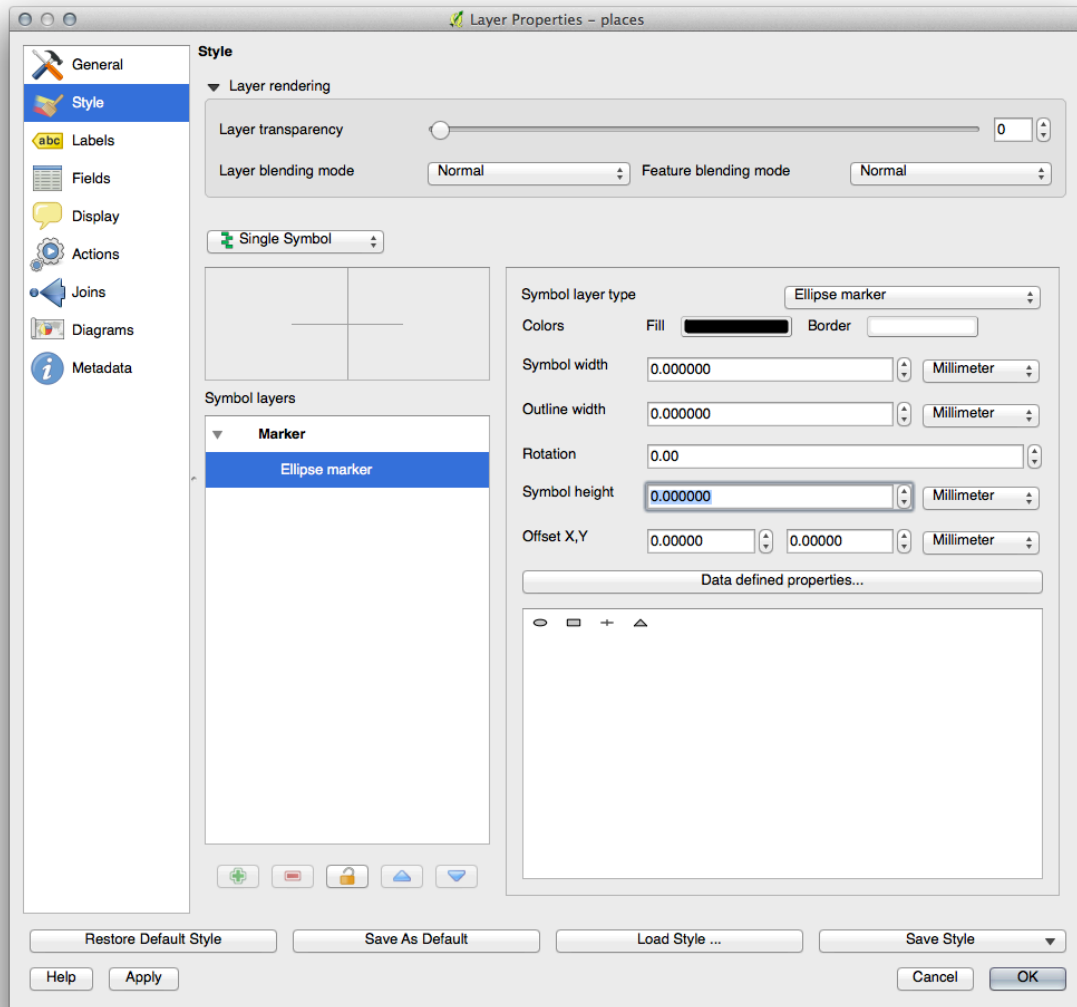 Layer Properties – places
General
Style
Labels
Fields
Display
Actions
Joins
Diagrams
Metadata
abc
Style
Layer rendering
Layer transparency 0
Layer blending mode Normal Feature blending mode Normal
Single Symbol
Symbol layers
Marker
Ellipse marker
Symbol layer type Ellipse marker
Colors Fill Border
Symbol width 0.000000 Millimeter
Outline width 0.000000 Millimeter
Rotation 0.00
Symbol height 0.000000 Millimeter
Offset X,Y 0.00000 0.00000 Millimeter
Data defined properties...
Restore Default Style Save As Default Load Style ... Save Style
Help Apply Cancel OK